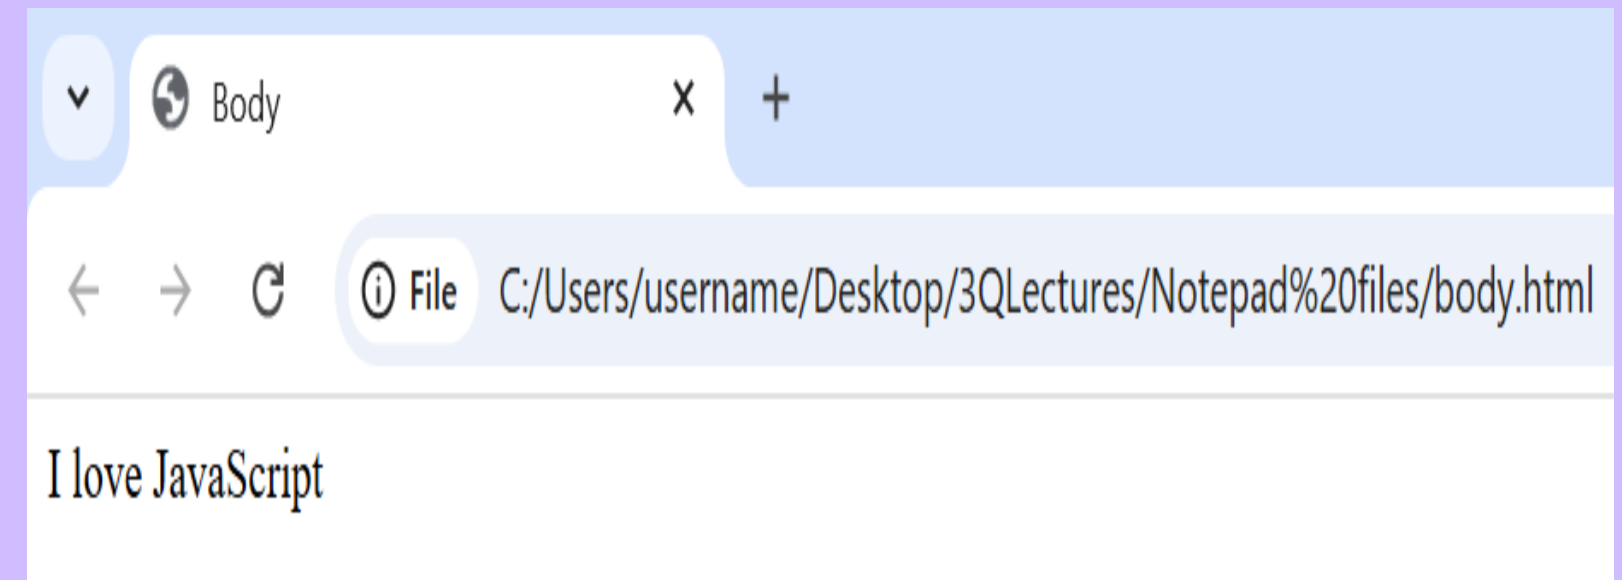 Body
File C:/Users/username/Desktop/3QLectures/Notepad%20files/body.html
I love JavaScript